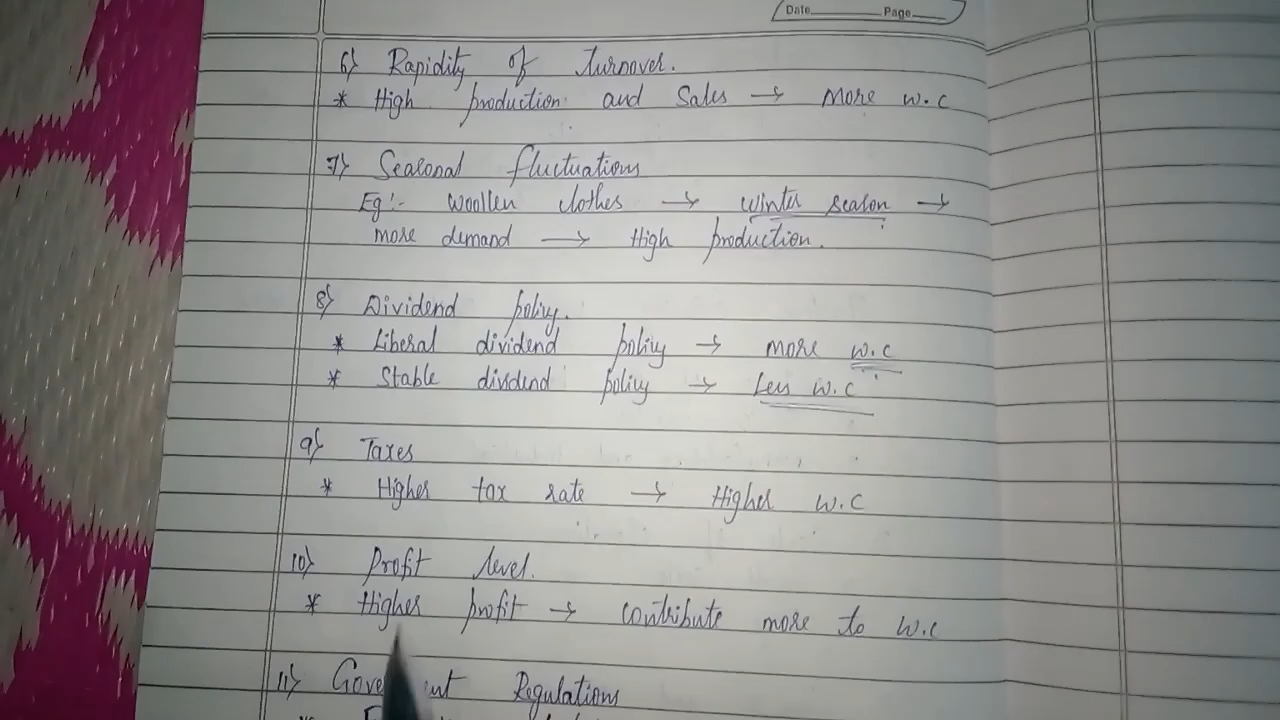 Date Page
6) Rapidity of turnover.
* High production and Sales → More w.c
7) Seasonal fluctuations
Eg:- woollen clothes → winter season →
more demand → High production.
8) Dividend policy.
* Liberal dividend policy → more w.c
* Stable dividend policy → Less w.c
9) Taxes
* Higher tax rate → Higher w.c
10) Profit level.
* Higher profit → contribute more to w.c
11) Regulations